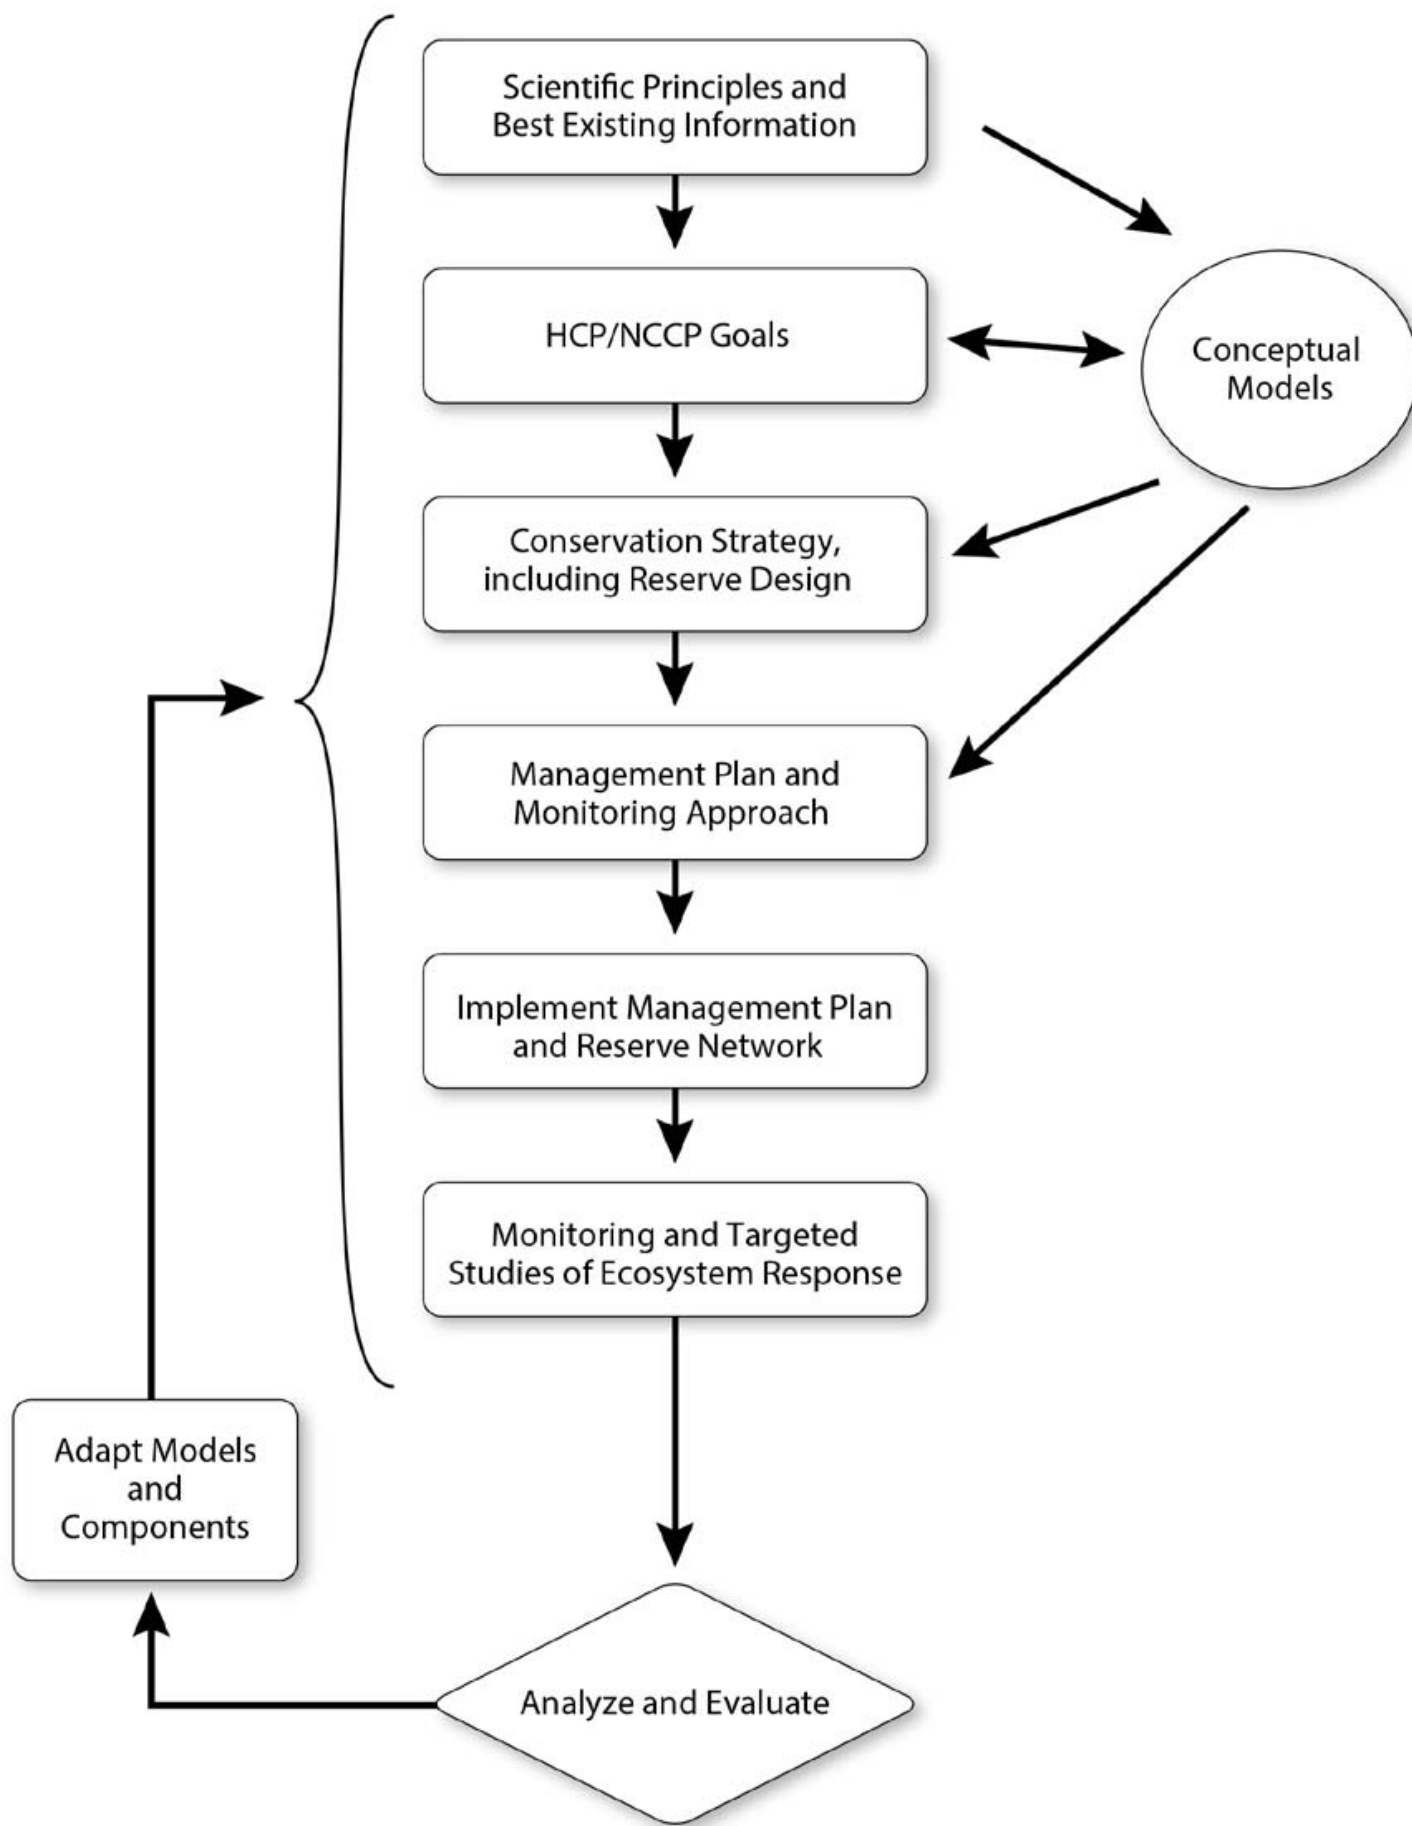 Scientific Principles and
Best Existing Information
HCP/NCCP Goals
Conceptual
Models
Conservation Strategy,
including Reserve Design
Management Plan and
Monitoring Approach
Implement Management Plan
and Reserve Network
Monitoring and Targeted
Studies of Ecosystem Response
Adapt Models
and
Components
Analyze and Evaluate